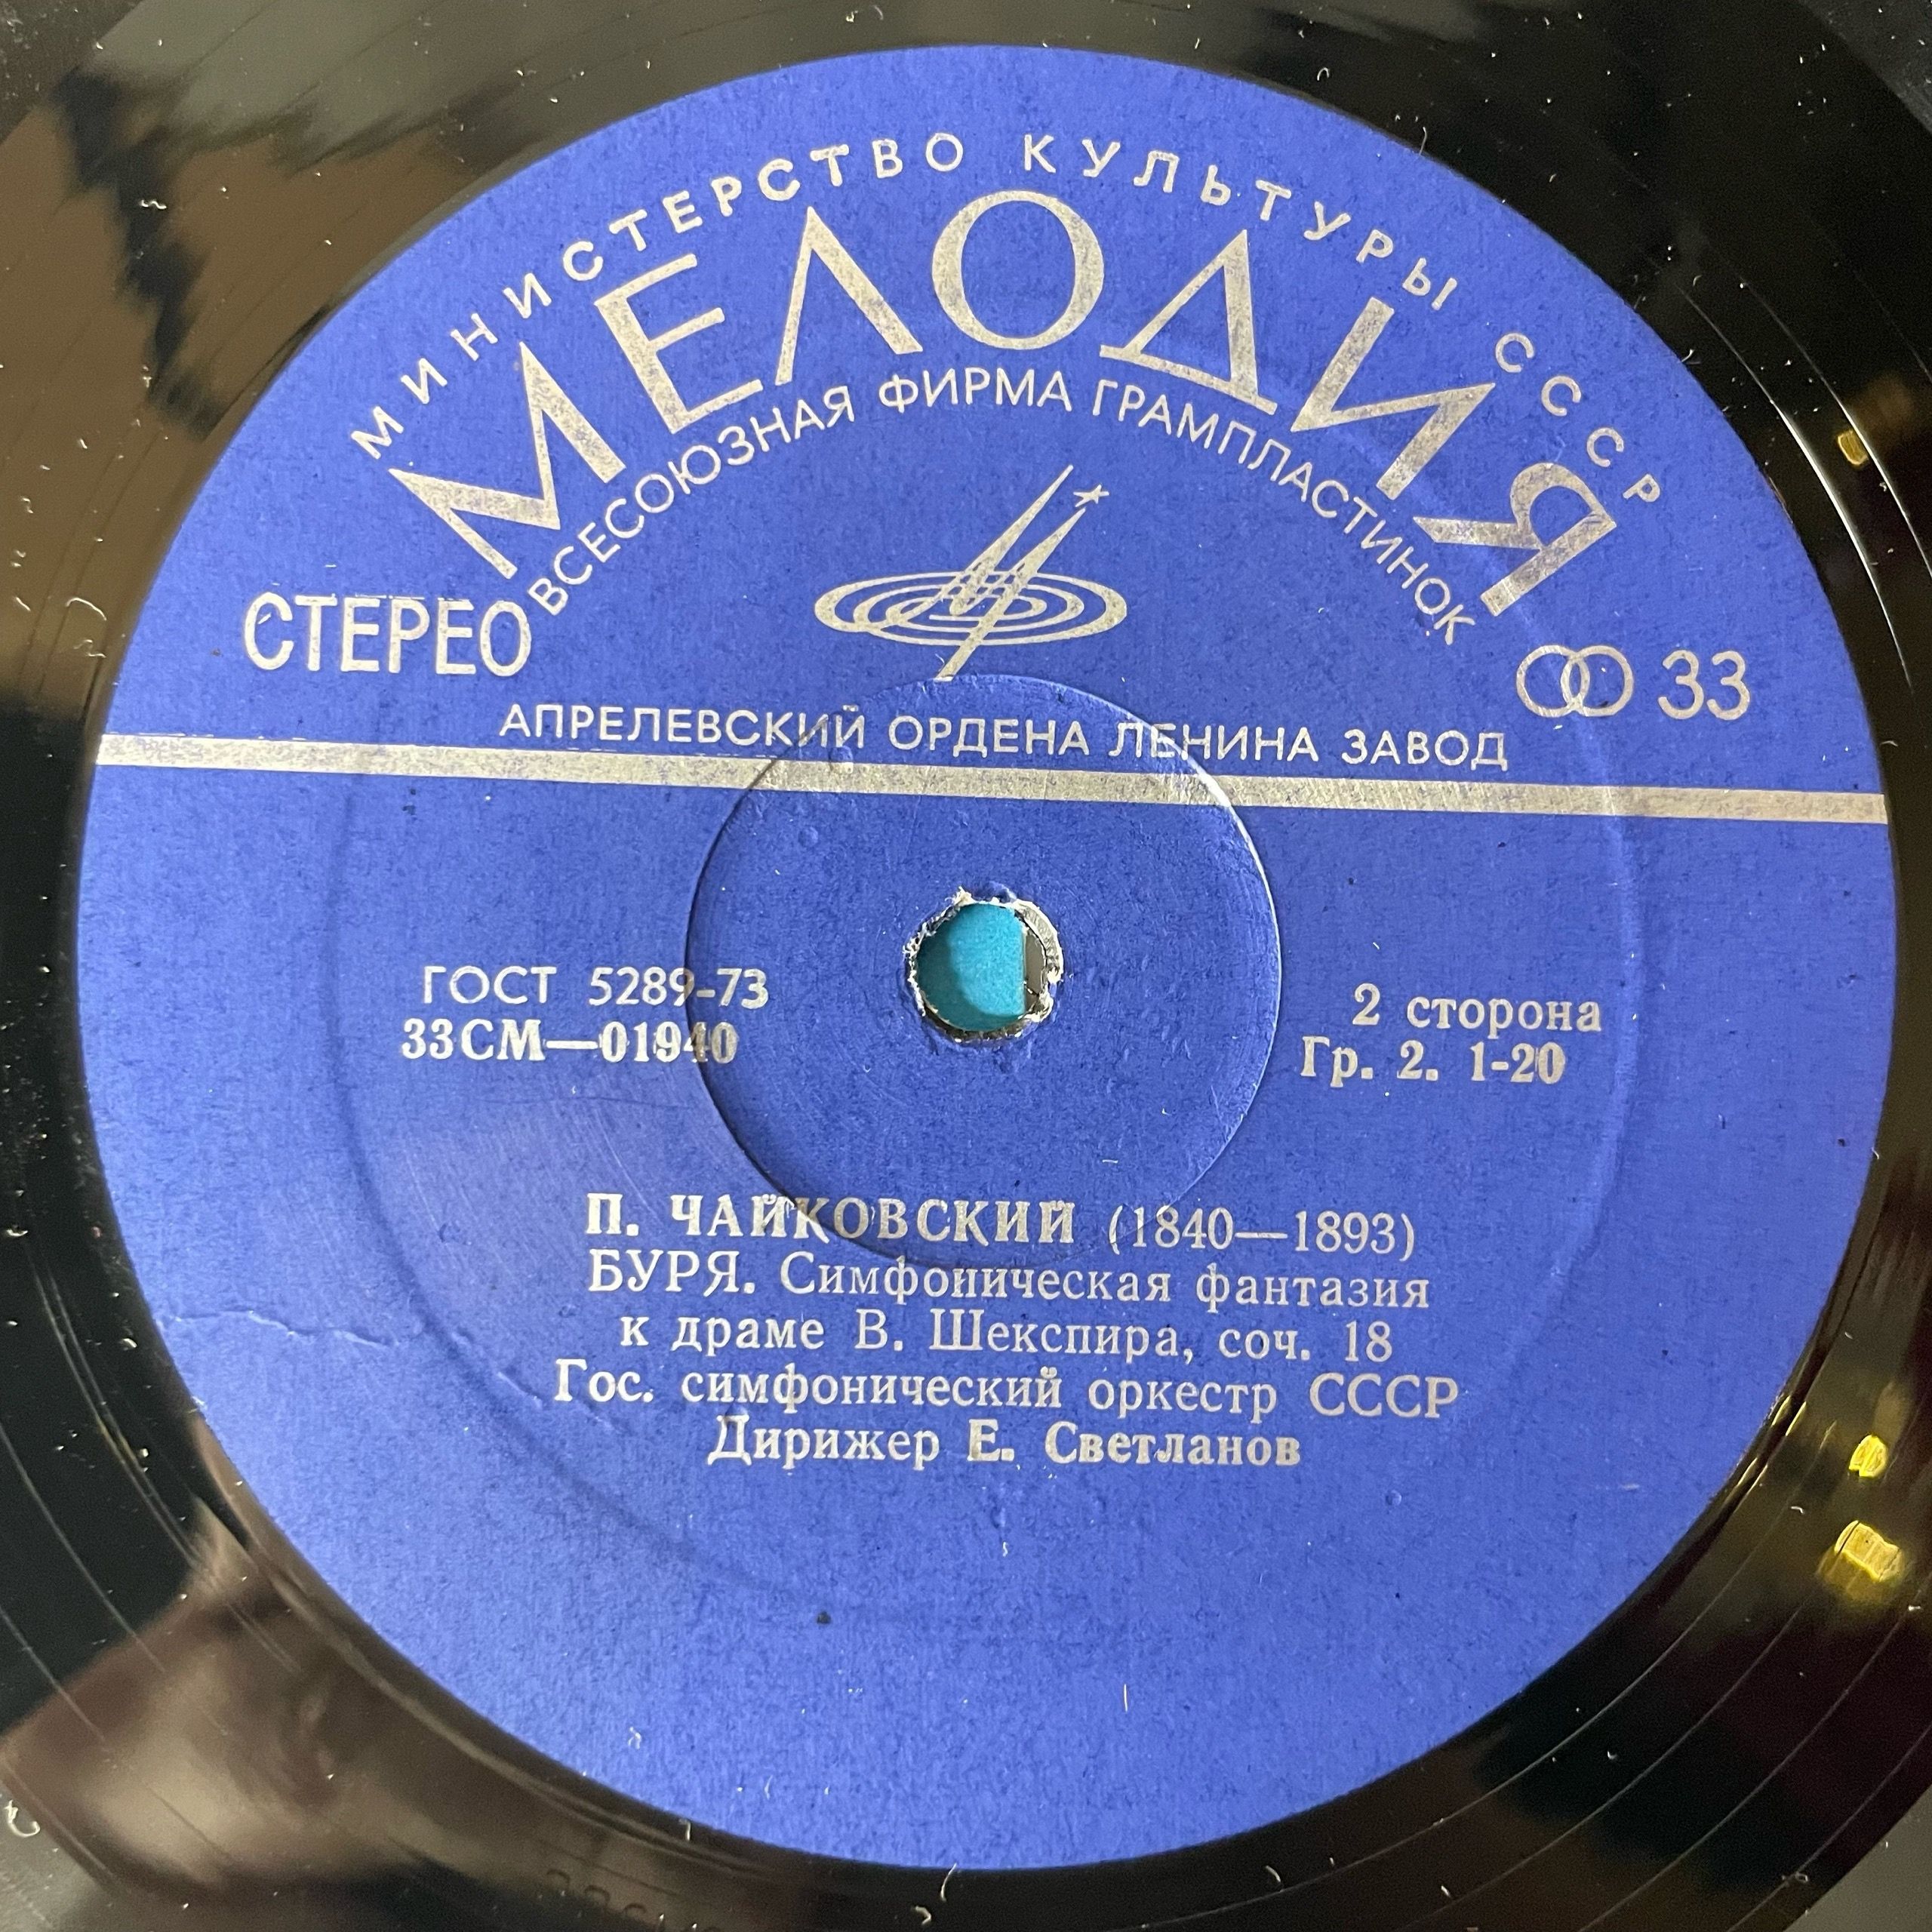 МИНИСТЕРСТВО КУЛЬТУРЫ СССР
МЕЛОДИЯ
ВСЕСОЮЗНАЯ ФИРМА ГРАМПЛАСТИНОК
СТЕРЕО
33
АПРЕЛЕВСКИЙ ОРДЕНА ЛЕНИНА ЗАВОД
ГОСТ 5289-73
33СМ—01940
2 сторона
Гр. 2. 1-20
П. ЧАЙКОВСКИЙ (1840—1893)
БУРЯ. Симфоническая фантазия
к драме В. Шекспира, соч. 18
Гос. симфонический оркестр СССР
Дирижер Е. Светланов